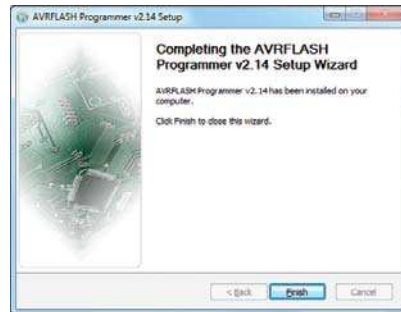 AVRFLASH Programmer v2.14 Setup
Completing the AVRFLASH
Programmer v2.14 Setup Wizard
AVRFLASH Programmer v2.14 has been installed on your
computer.
Click Finish to close this wizard.
< Back
Finish
Cancel